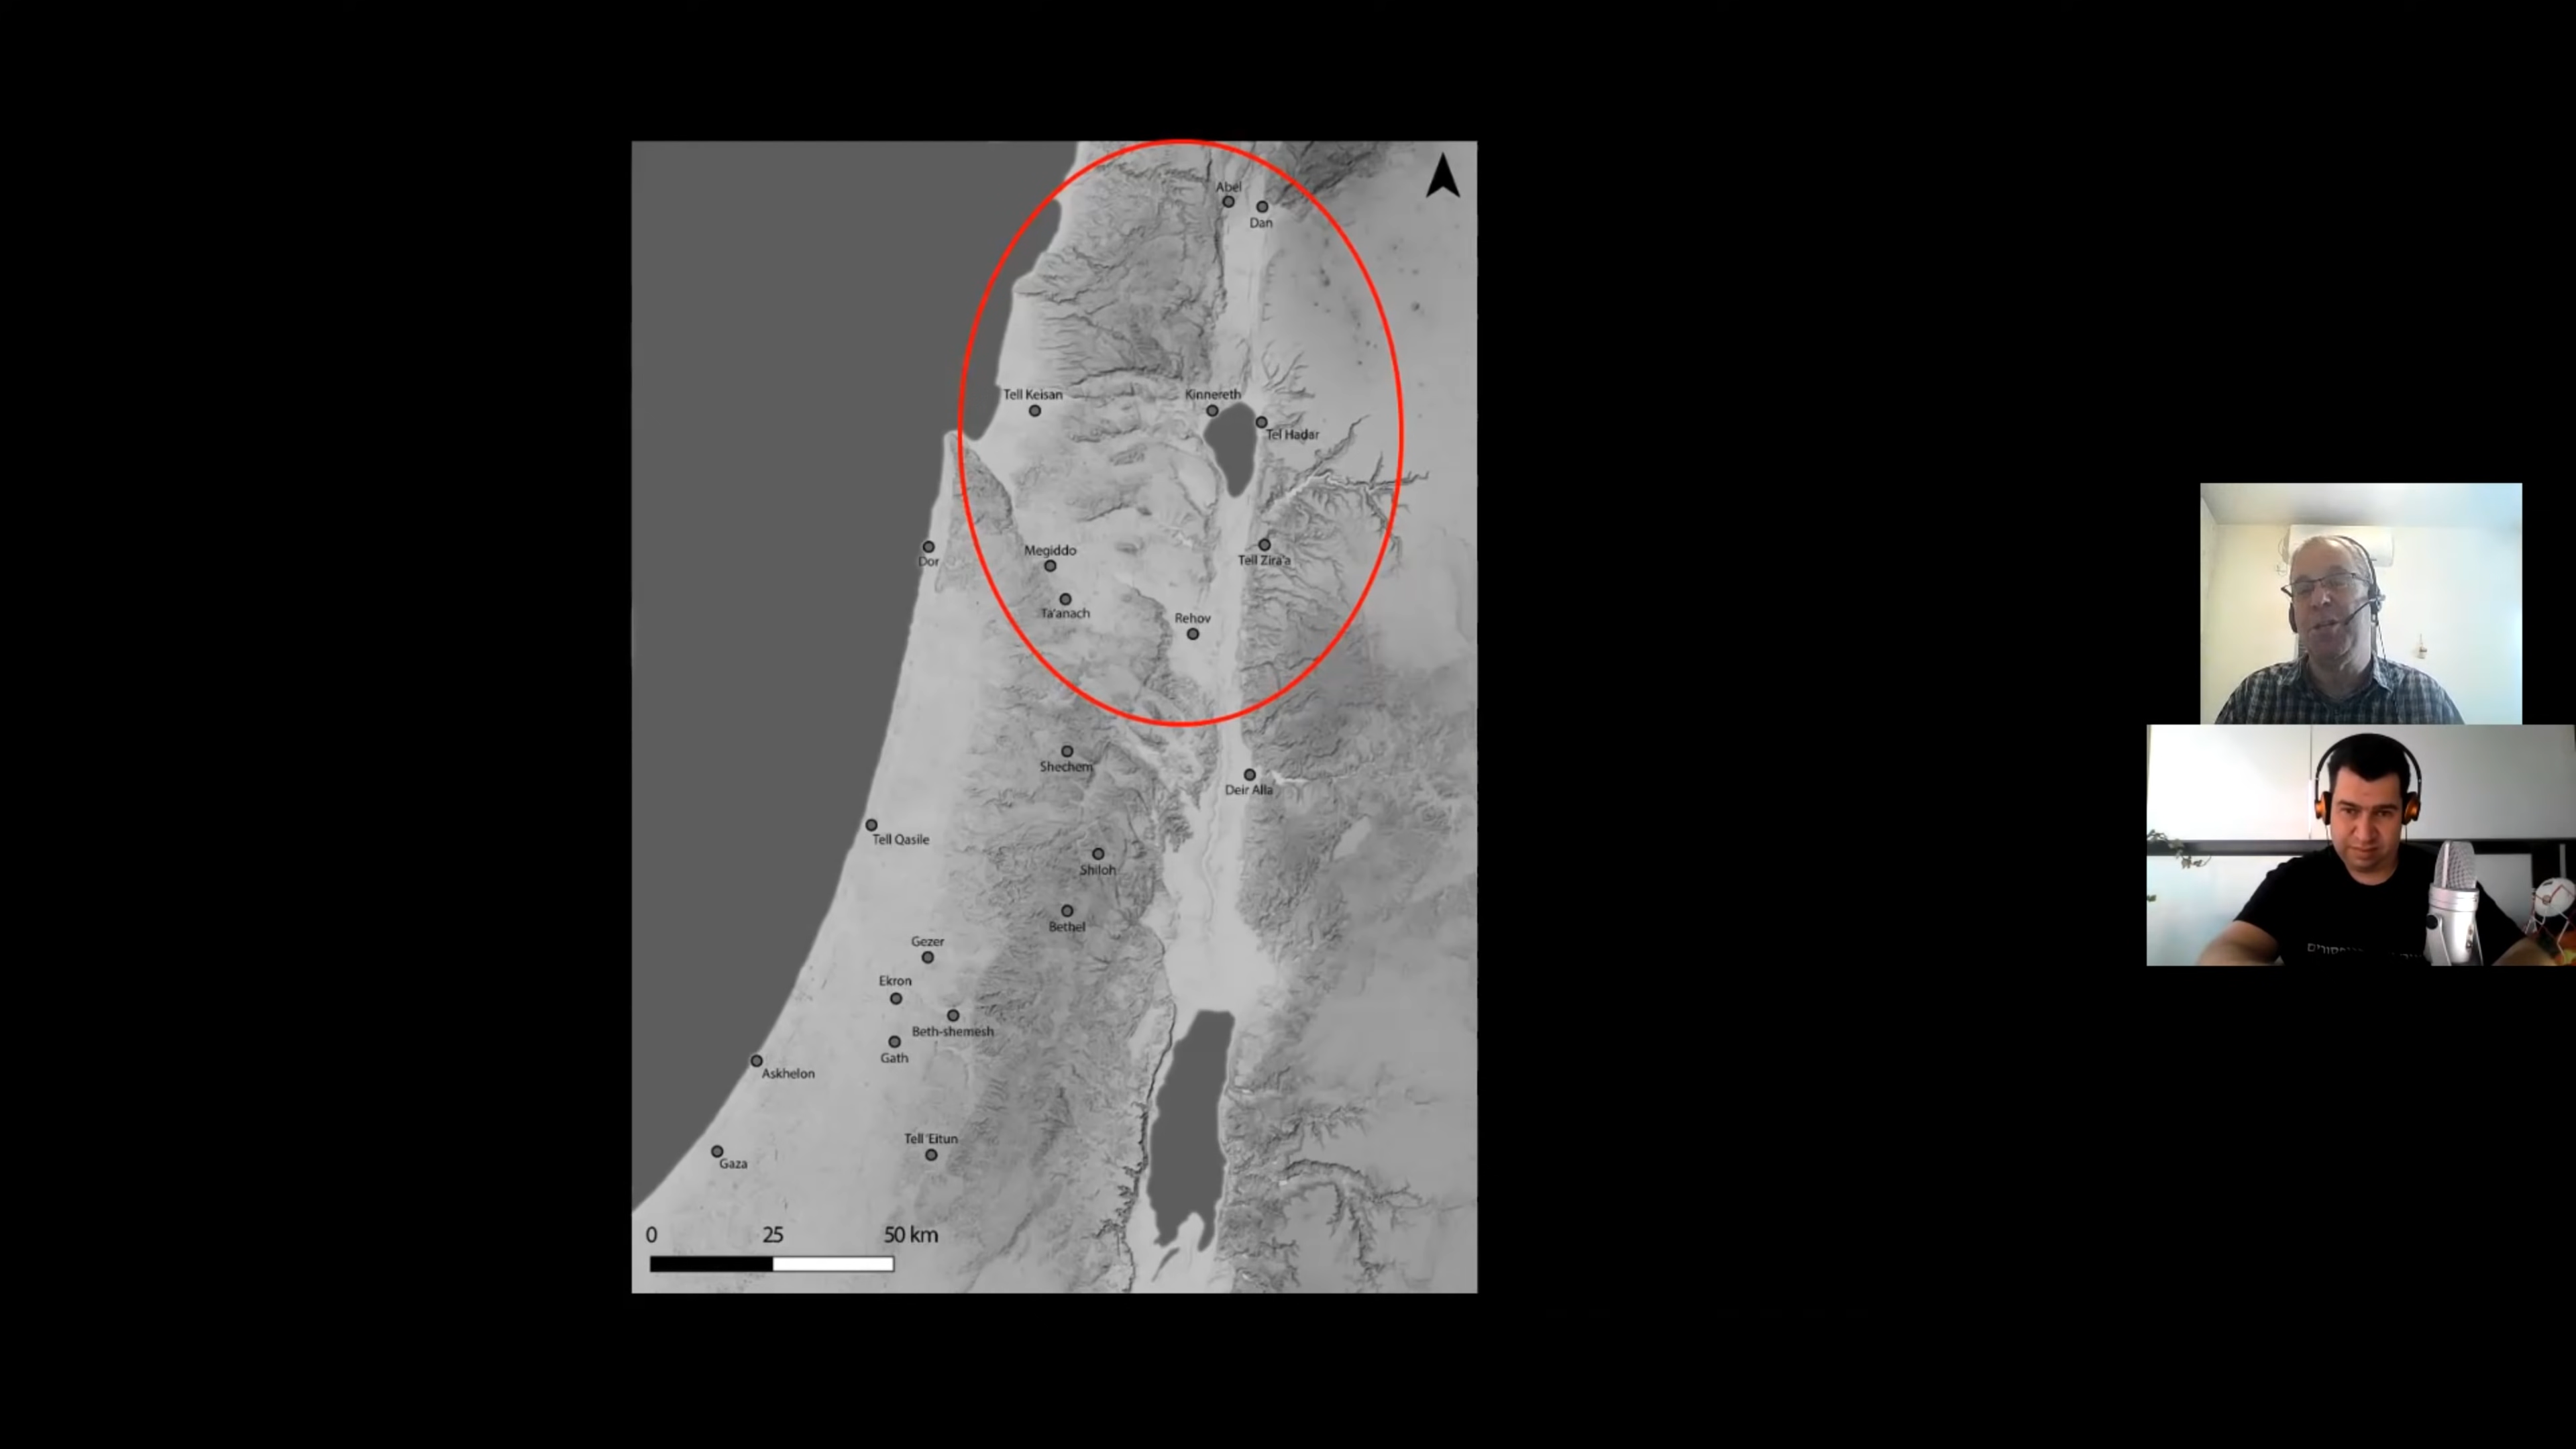 Abel
Dan
Tell Keisan
Kinnereth
Tel Hadar
Dor
Megiddo
Tell Zira'a
Ta'anach
Rehov
Shechem
Deir Alla
Tell Qasile
Shiloh
Bethel
Gezer
Ekron
Beth-shemesh
Gath
Askhelon
Tell 'Eitun
Gaza
0 25 50 km